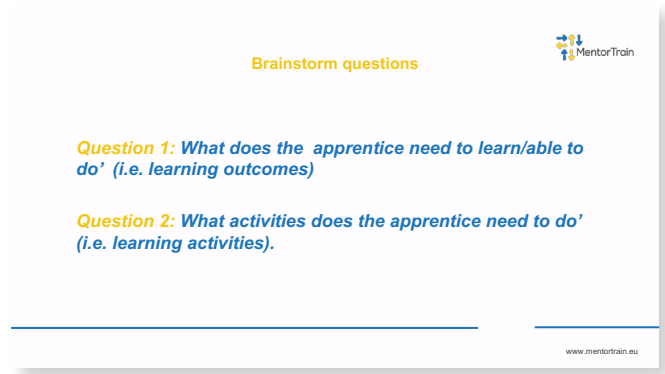 MentorTrain
Brainstorm questions
Question 1: What does the apprentice need to learn/able to
do’ (i.e. learning outcomes)
Question 2: What activities does the apprentice need to do’
(i.e. learning activities).
www.mentortrain.eu